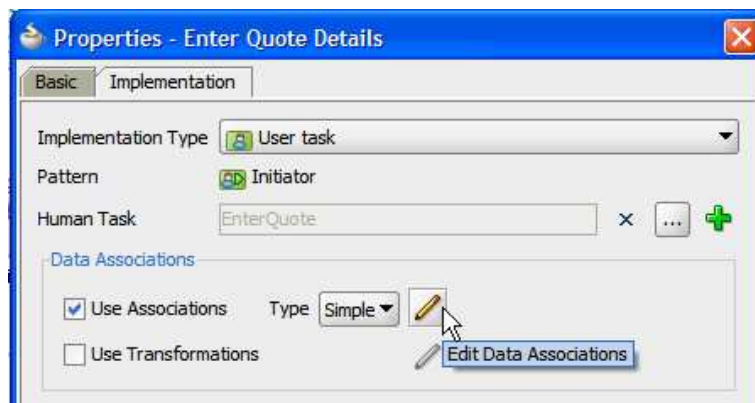 Properties - Enter Quote Details
Basic Implementation
Implementation Type User task
Pattern Initiator
Human Task EnterQuote ...
Data Associations
Use Associations Type Simple
Use Transformations Edit Data Associations